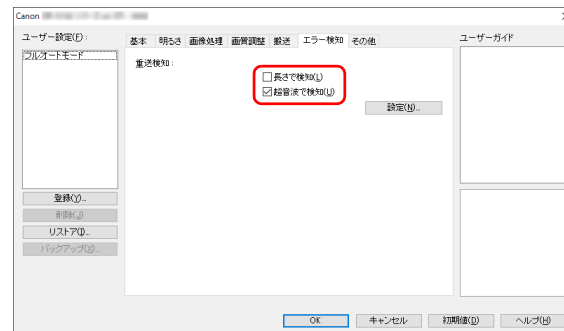 Canon
ユーザー設定(F):
フルオートモード
登録(Y)...
削除(J)
リストア(I)...
バックアップ(X)...
基本 明るさ 画像処理 画質調整 搬送 エラー検知 その他
重送検知:
長さで検知(L)
超音波で検知(U)
設定(N)...
ユーザーガイド
OK キャンセル 初期値(D) ヘルプ(H)